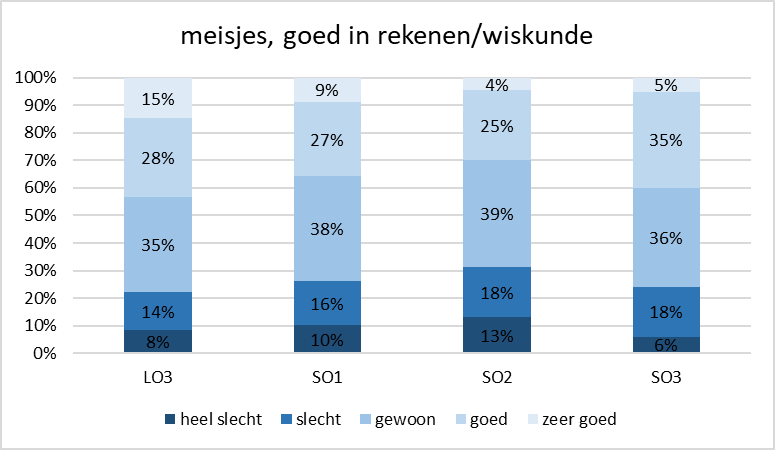 meisjes, goed in rekenen/wiskunde
100%
90%
80%
70%
60%
50%
40%
30%
20%
10%
0%
15% 9% 4% 5%
28% 27% 25% 35%
35% 38% 39% 36%
14% 16% 18% 18%
8% 10% 13% 6%
LO3 SO1 SO2 SO3
heel slecht slecht gewoon goed zeer goed